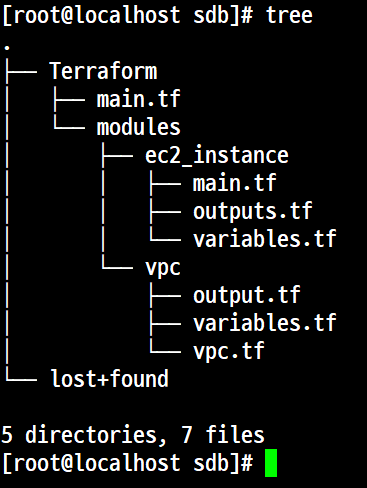 [root@localhost sdb]# tree
.
├── Terraform
│   ├── main.tf
│   └── modules
│       ├── ec2_instance
│       │   ├── main.tf
│       │   ├── outputs.tf
│       │   └── variables.tf
│       └── vpc
│           ├── output.tf
│           ├── variables.tf
│           └── vpc.tf
└── lost+found

5 directories, 7 files
[root@localhost sdb]#